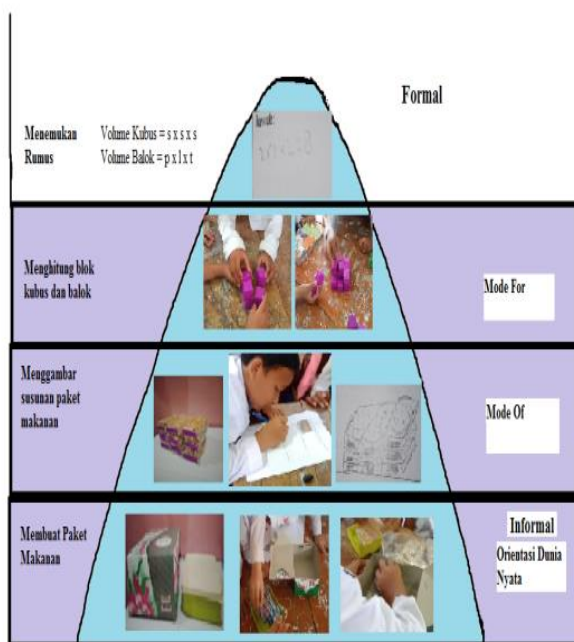 Formal
Menemukan Volume Kubus = s x s x s
Rumus Volume Balok = p x l x t
Menghitung blok
kubus dan balok
Mode For
Menggambar
susunan paket
makanan
Mode Of
Membuat Paket
Makanan
Informal
Orientasi Dunia
Nyata